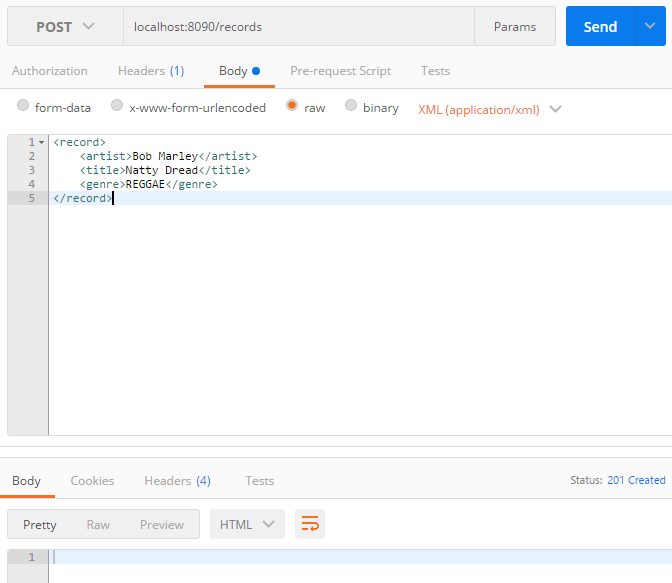 POST localhost:8090/records Params Send
Authorization Headers (1) Body Pre-request Script Tests
form-data x-www-form-urlencoded raw binary XML (application/xml)
1 <record>
2 <artist>Bob Marley</artist>
3 <title>Natty Dread</title>
4 <genre>REGGAE</genre>
5 </record>
Body Cookies Headers (4) Tests Status: 201 Created
Pretty Raw Preview HTML
1